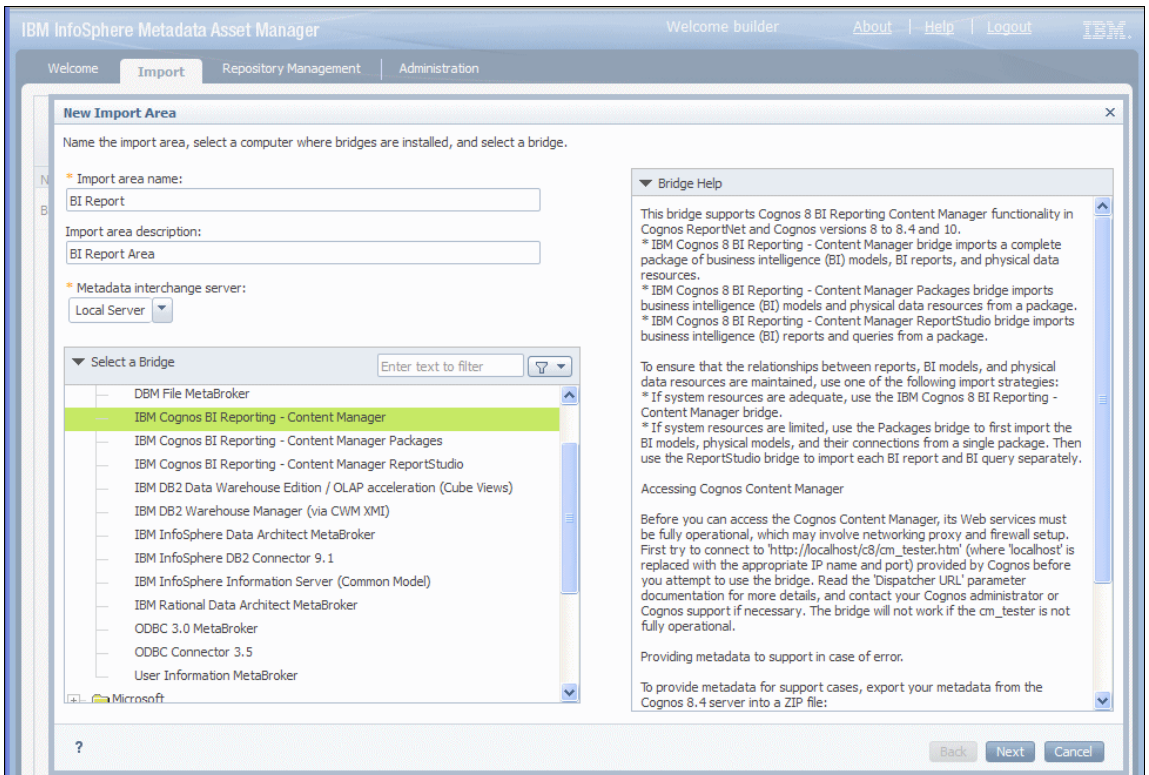 IBM InfoSphere Metadata Asset Manager
Welcome builder
About | Help | Logout
IBM.
Welcome
Import
Repository Management
Administration
New Import Area
×
Name the import area, select a computer where bridges are installed, and select a bridge.
N
B
* Import area name:
BI Report
Import area description:
BI Report Area
* Metadata interchange server:
Local Server
Select a Bridge
Enter text to filter
DBM File MetaBroker
IBM Cognos BI Reporting - Content Manager
IBM Cognos BI Reporting - Content Manager Packages
IBM Cognos BI Reporting - Content Manager ReportStudio
IBM DB2 Data Warehouse Edition / OLAP acceleration (Cube Views)
IBM DB2 Warehouse Manager (via CWM XMI)
IBM InfoSphere Data Architect MetaBroker
IBM InfoSphere DB2 Connector 9.1
IBM InfoSphere Information Server (Common Model)
IBM Rational Data Architect MetaBroker
ODBC 3.0 MetaBroker
ODBC Connector 3.5
User Information MetaBroker
Microsoft
Bridge Help
This bridge supports Cognos 8 BI Reporting Content Manager functionality in
Cognos ReportNet and Cognos versions 8 to 8.4 and 10.
* IBM Cognos 8 BI Reporting - Content Manager bridge imports a complete
package of business intelligence (BI) models, BI reports, and physical data
resources.
* IBM Cognos 8 BI Reporting - Content Manager Packages bridge imports
business intelligence (BI) models and physical data resources from a package.
* IBM Cognos 8 BI Reporting - Content Manager ReportStudio bridge imports
business intelligence (BI) reports and queries from a package.
To ensure that the relationships between reports, BI models, and physical
data resources are maintained, use one of the following import strategies:
* If system resources are adequate, use the IBM Cognos 8 BI Reporting -
Content Manager bridge.
* If system resources are limited, use the Packages bridge to first import the
BI models, physical models, and their connections from a single package. Then
use the ReportStudio bridge to import each BI report and BI query separately.
Accessing Cognos Content Manager
Before you can access the Cognos Content Manager, its Web services must
be fully operational, which may involve networking proxy and firewall setup.
First try to connect to 'http://localhost/c8/cm_tester.htm' (where 'localhost' is
replaced with the appropriate IP name and port) provided by Cognos before
you attempt to use the bridge. Read the 'Dispatcher URL' parameter
documentation for more details, and contact your Cognos administrator or
Cognos support if necessary. The bridge will not work if the cm_tester is not
fully operational.
Providing metadata to support in case of error.
To provide metadata for support cases, export your metadata from the
Cognos 8.4 server into a ZIP file:
?
Back
Next
Cancel